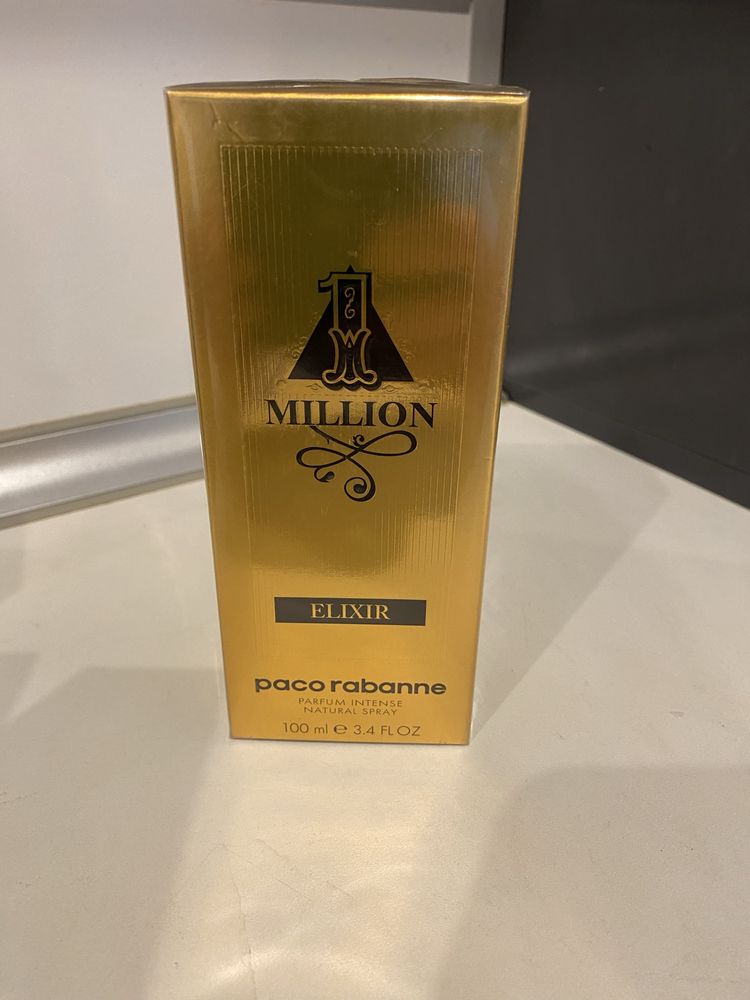 1
MILLION
ELIXIR
paco rabanne
PARFUM INTENSE
NATURAL SPRAY
100 ml ℮ 3.4 FL OZ